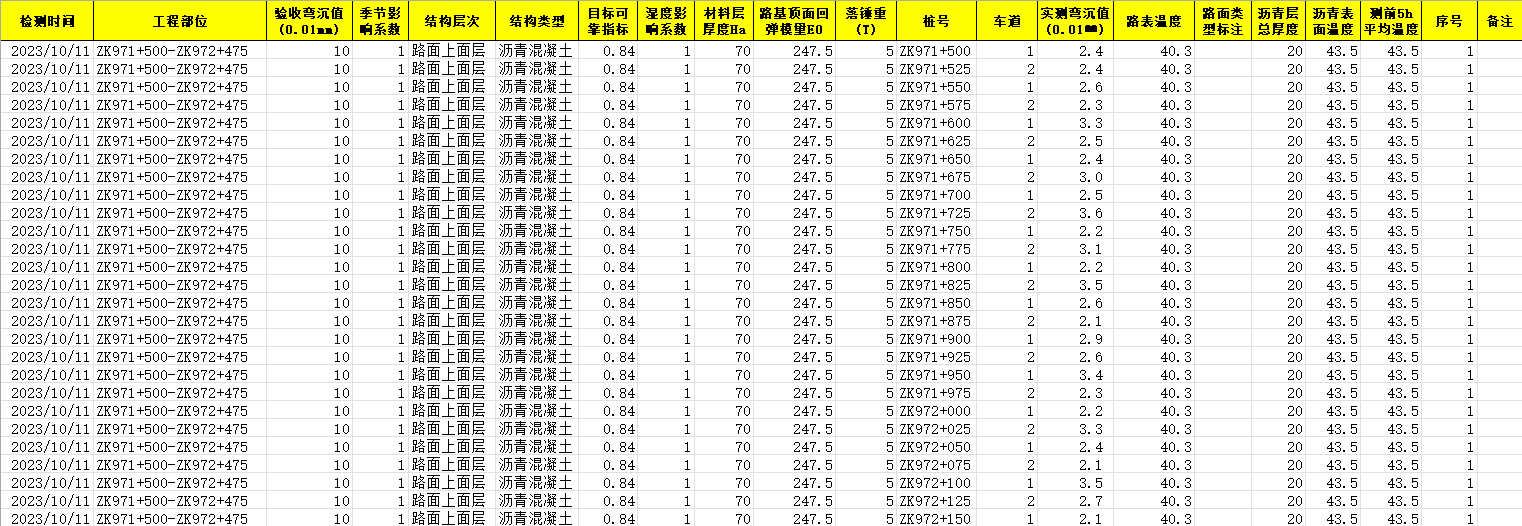 检测时间 工程部位 验收弯沉值(0.01mm) 季节影响系数 结构层次 结构类型 目标可靠指标 湿度影响系数 材料层厚度Ha 路基顶面回弹模量E0 落锤重(T) 桩号 车道 实测弯沉值(0.01㎜) 路表温度 路面类型标注 沥青层总厚度 沥青表面温度 测前5h平均温度 序号 备注
2023/10/11 ZK971+500-ZK972+475 10 1 路面上面层 沥青混凝土 0.84 1 70 247.5 5 ZK971+500 1 2.4 40.3 20 43.5 43.5 1
2023/10/11 ZK971+500-ZK972+475 10 1 路面上面层 沥青混凝土 0.84 1 70 247.5 5 ZK971+525 2 2.4 40.3 20 43.5 43.5 1
2023/10/11 ZK971+500-ZK972+475 10 1 路面上面层 沥青混凝土 0.84 1 70 247.5 5 ZK971+550 1 2.6 40.3 20 43.5 43.5 1
2023/10/11 ZK971+500-ZK972+475 10 1 路面上面层 沥青混凝土 0.84 1 70 247.5 5 ZK971+575 2 2.3 40.3 20 43.5 43.5 1
2023/10/11 ZK971+500-ZK972+475 10 1 路面上面层 沥青混凝土 0.84 1 70 247.5 5 ZK971+600 1 3.3 40.3 20 43.5 43.5 1
2023/10/11 ZK971+500-ZK972+475 10 1 路面上面层 沥青混凝土 0.84 1 70 247.5 5 ZK971+625 2 2.5 40.3 20 43.5 43.5 1
2023/10/11 ZK971+500-ZK972+475 10 1 路面上面层 沥青混凝土 0.84 1 70 247.5 5 ZK971+650 1 2.4 40.3 20 43.5 43.5 1
2023/10/11 ZK971+500-ZK972+475 10 1 路面上面层 沥青混凝土 0.84 1 70 247.5 5 ZK971+675 2 3.0 40.3 20 43.5 43.5 1
2023/10/11 ZK971+500-ZK972+475 10 1 路面上面层 沥青混凝土 0.84 1 70 247.5 5 ZK971+700 1 2.5 40.3 20 43.5 43.5 1
2023/10/11 ZK971+500-ZK972+475 10 1 路面上面层 沥青混凝土 0.84 1 70 247.5 5 ZK971+725 2 3.6 40.3 20 43.5 43.5 1
2023/10/11 ZK971+500-ZK972+475 10 1 路面上面层 沥青混凝土 0.84 1 70 247.5 5 ZK971+750 1 2.2 40.3 20 43.5 43.5 1
2023/10/11 ZK971+500-ZK972+475 10 1 路面上面层 沥青混凝土 0.84 1 70 247.5 5 ZK971+775 2 3.1 40.3 20 43.5 43.5 1
2023/10/11 ZK971+500-ZK972+475 10 1 路面上面层 沥青混凝土 0.84 1 70 247.5 5 ZK971+800 1 2.2 40.3 20 43.5 43.5 1
2023/10/11 ZK971+500-ZK972+475 10 1 路面上面层 沥青混凝土 0.84 1 70 247.5 5 ZK971+825 2 3.5 40.3 20 43.5 43.5 1
2023/10/11 ZK971+500-ZK972+475 10 1 路面上面层 沥青混凝土 0.84 1 70 247.5 5 ZK971+850 1 2.6 40.3 20 43.5 43.5 1
2023/10/11 ZK971+500-ZK972+475 10 1 路面上面层 沥青混凝土 0.84 1 70 247.5 5 ZK971+875 2 2.1 40.3 20 43.5 43.5 1
2023/10/11 ZK971+500-ZK972+475 10 1 路面上面层 沥青混凝土 0.84 1 70 247.5 5 ZK971+900 1 2.9 40.3 20 43.5 43.5 1
2023/10/11 ZK971+500-ZK972+475 10 1 路面上面层 沥青混凝土 0.84 1 70 247.5 5 ZK971+925 2 2.6 40.3 20 43.5 43.5 1
2023/10/11 ZK971+500-ZK972+475 10 1 路面上面层 沥青混凝土 0.84 1 70 247.5 5 ZK971+950 1 3.4 40.3 20 43.5 43.5 1
2023/10/11 ZK971+500-ZK972+475 10 1 路面上面层 沥青混凝土 0.84 1 70 247.5 5 ZK971+975 2 2.3 40.3 20 43.5 43.5 1
2023/10/11 ZK971+500-ZK972+475 10 1 路面上面层 沥青混凝土 0.84 1 70 247.5 5 ZK972+000 1 2.2 40.3 20 43.5 43.5 1
2023/10/11 ZK971+500-ZK972+475 10 1 路面上面层 沥青混凝土 0.84 1 70 247.5 5 ZK972+025 2 3.3 40.3 20 43.5 43.5 1
2023/10/11 ZK971+500-ZK972+475 10 1 路面上面层 沥青混凝土 0.84 1 70 247.5 5 ZK972+050 1 2.4 40.3 20 43.5 43.5 1
2023/10/11 ZK971+500-ZK972+475 10 1 路面上面层 沥青混凝土 0.84 1 70 247.5 5 ZK972+075 2 2.1 40.3 20 43.5 43.5 1
2023/10/11 ZK971+500-ZK972+475 10 1 路面上面层 沥青混凝土 0.84 1 70 247.5 5 ZK972+100 1 3.5 40.3 20 43.5 43.5 1
2023/10/11 ZK971+500-ZK972+475 10 1 路面上面层 沥青混凝土 0.84 1 70 247.5 5 ZK972+125 2 2.7 40.3 20 43.5 43.5 1
2023/10/11 ZK971+500-ZK972+475 10 1 路面上面层 沥青混凝土 0.84 1 70 247.5 5 ZK972+150 1 2.1 40.3 20 43.5 43.5 1